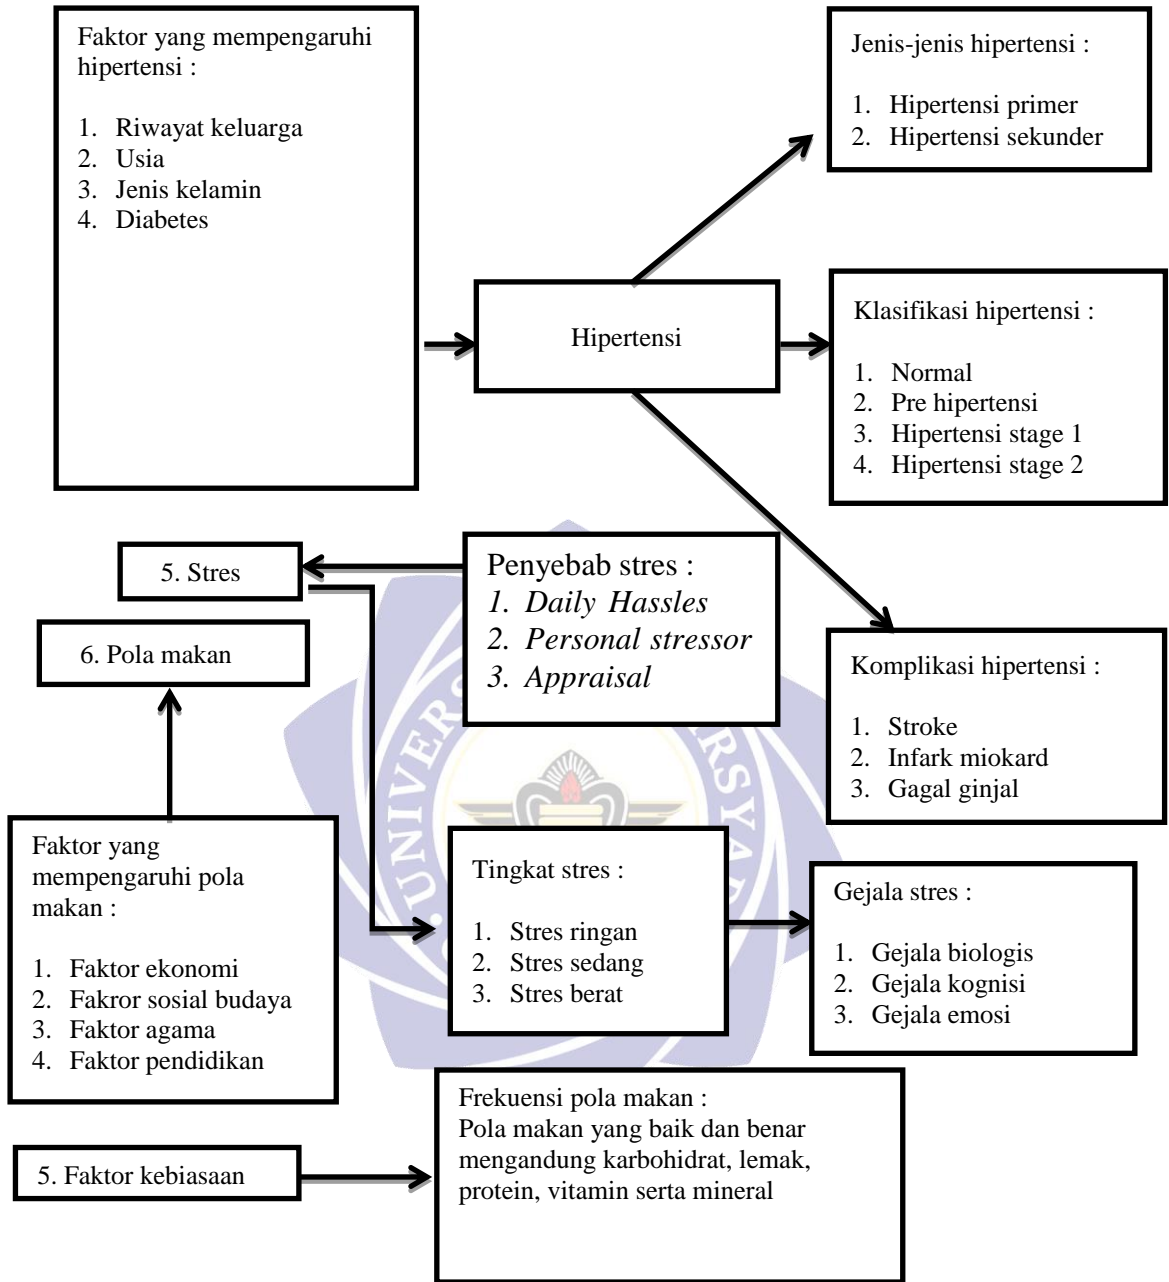 Faktor yang mempengaruhi
hipertensi :
1. Riwayat keluarga
2. Usia
3. Jenis kelamin
4. Diabetes
Jenis-jenis hipertensi :
1. Hipertensi primer
2. Hipertensi sekunder
Hipertensi
Klasifikasi hipertensi :
1. Normal
2. Pre hipertensi
3. Hipertensi stage 1
4. Hipertensi stage 2
5. Stres
Penyebab stres :
1. Daily Hassles
2. Personal stressor
3. Appraisal
6. Pola makan
Komplikasi hipertensi :
1. Stroke
2. Infark miokard
3. Gagal ginjal
Faktor yang
mempengaruhi pola
makan :
1. Faktor ekonomi
2. Fakror sosial budaya
3. Faktor agama
4. Faktor pendidikan
Tingkat stres :
1. Stres ringan
2. Stres sedang
3. Stres berat
Gejala stres :
1. Gejala biologis
2. Gejala kognisi
3. Gejala emosi
5. Faktor kebiasaan
Frekuensi pola makan :
Pola makan yang baik dan benar
mengandung karbohidrat, lemak,
protein, vitamin serta mineral